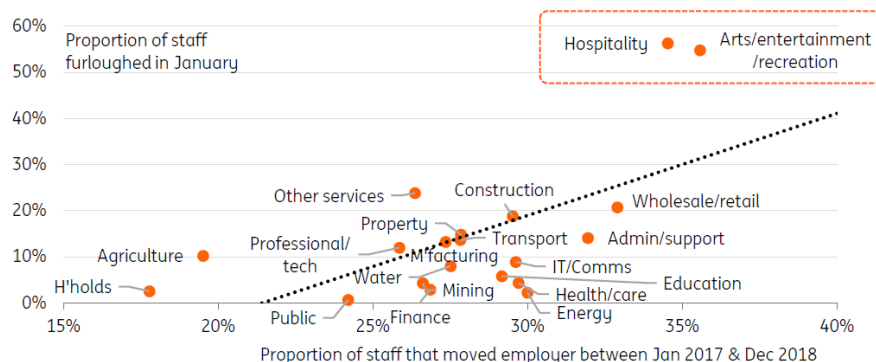 60%
50%
40%
30%
20%
10%
0%
Proportion of staff
furloughed in January
Hospitality
Arts/entertainment
/recreation
Other services
Construction
Wholesale/retail
Property
Transport
Admin/support
Agriculture
Professional/
tech
M'facturing
IT/Comms
Water
Education
H'holds
Mining
Health/care
Public
Finance
Energy
15%
20%
25%
30%
35%
40%
Proportion of staff that moved employer between Jan 2017 & Dec 2018